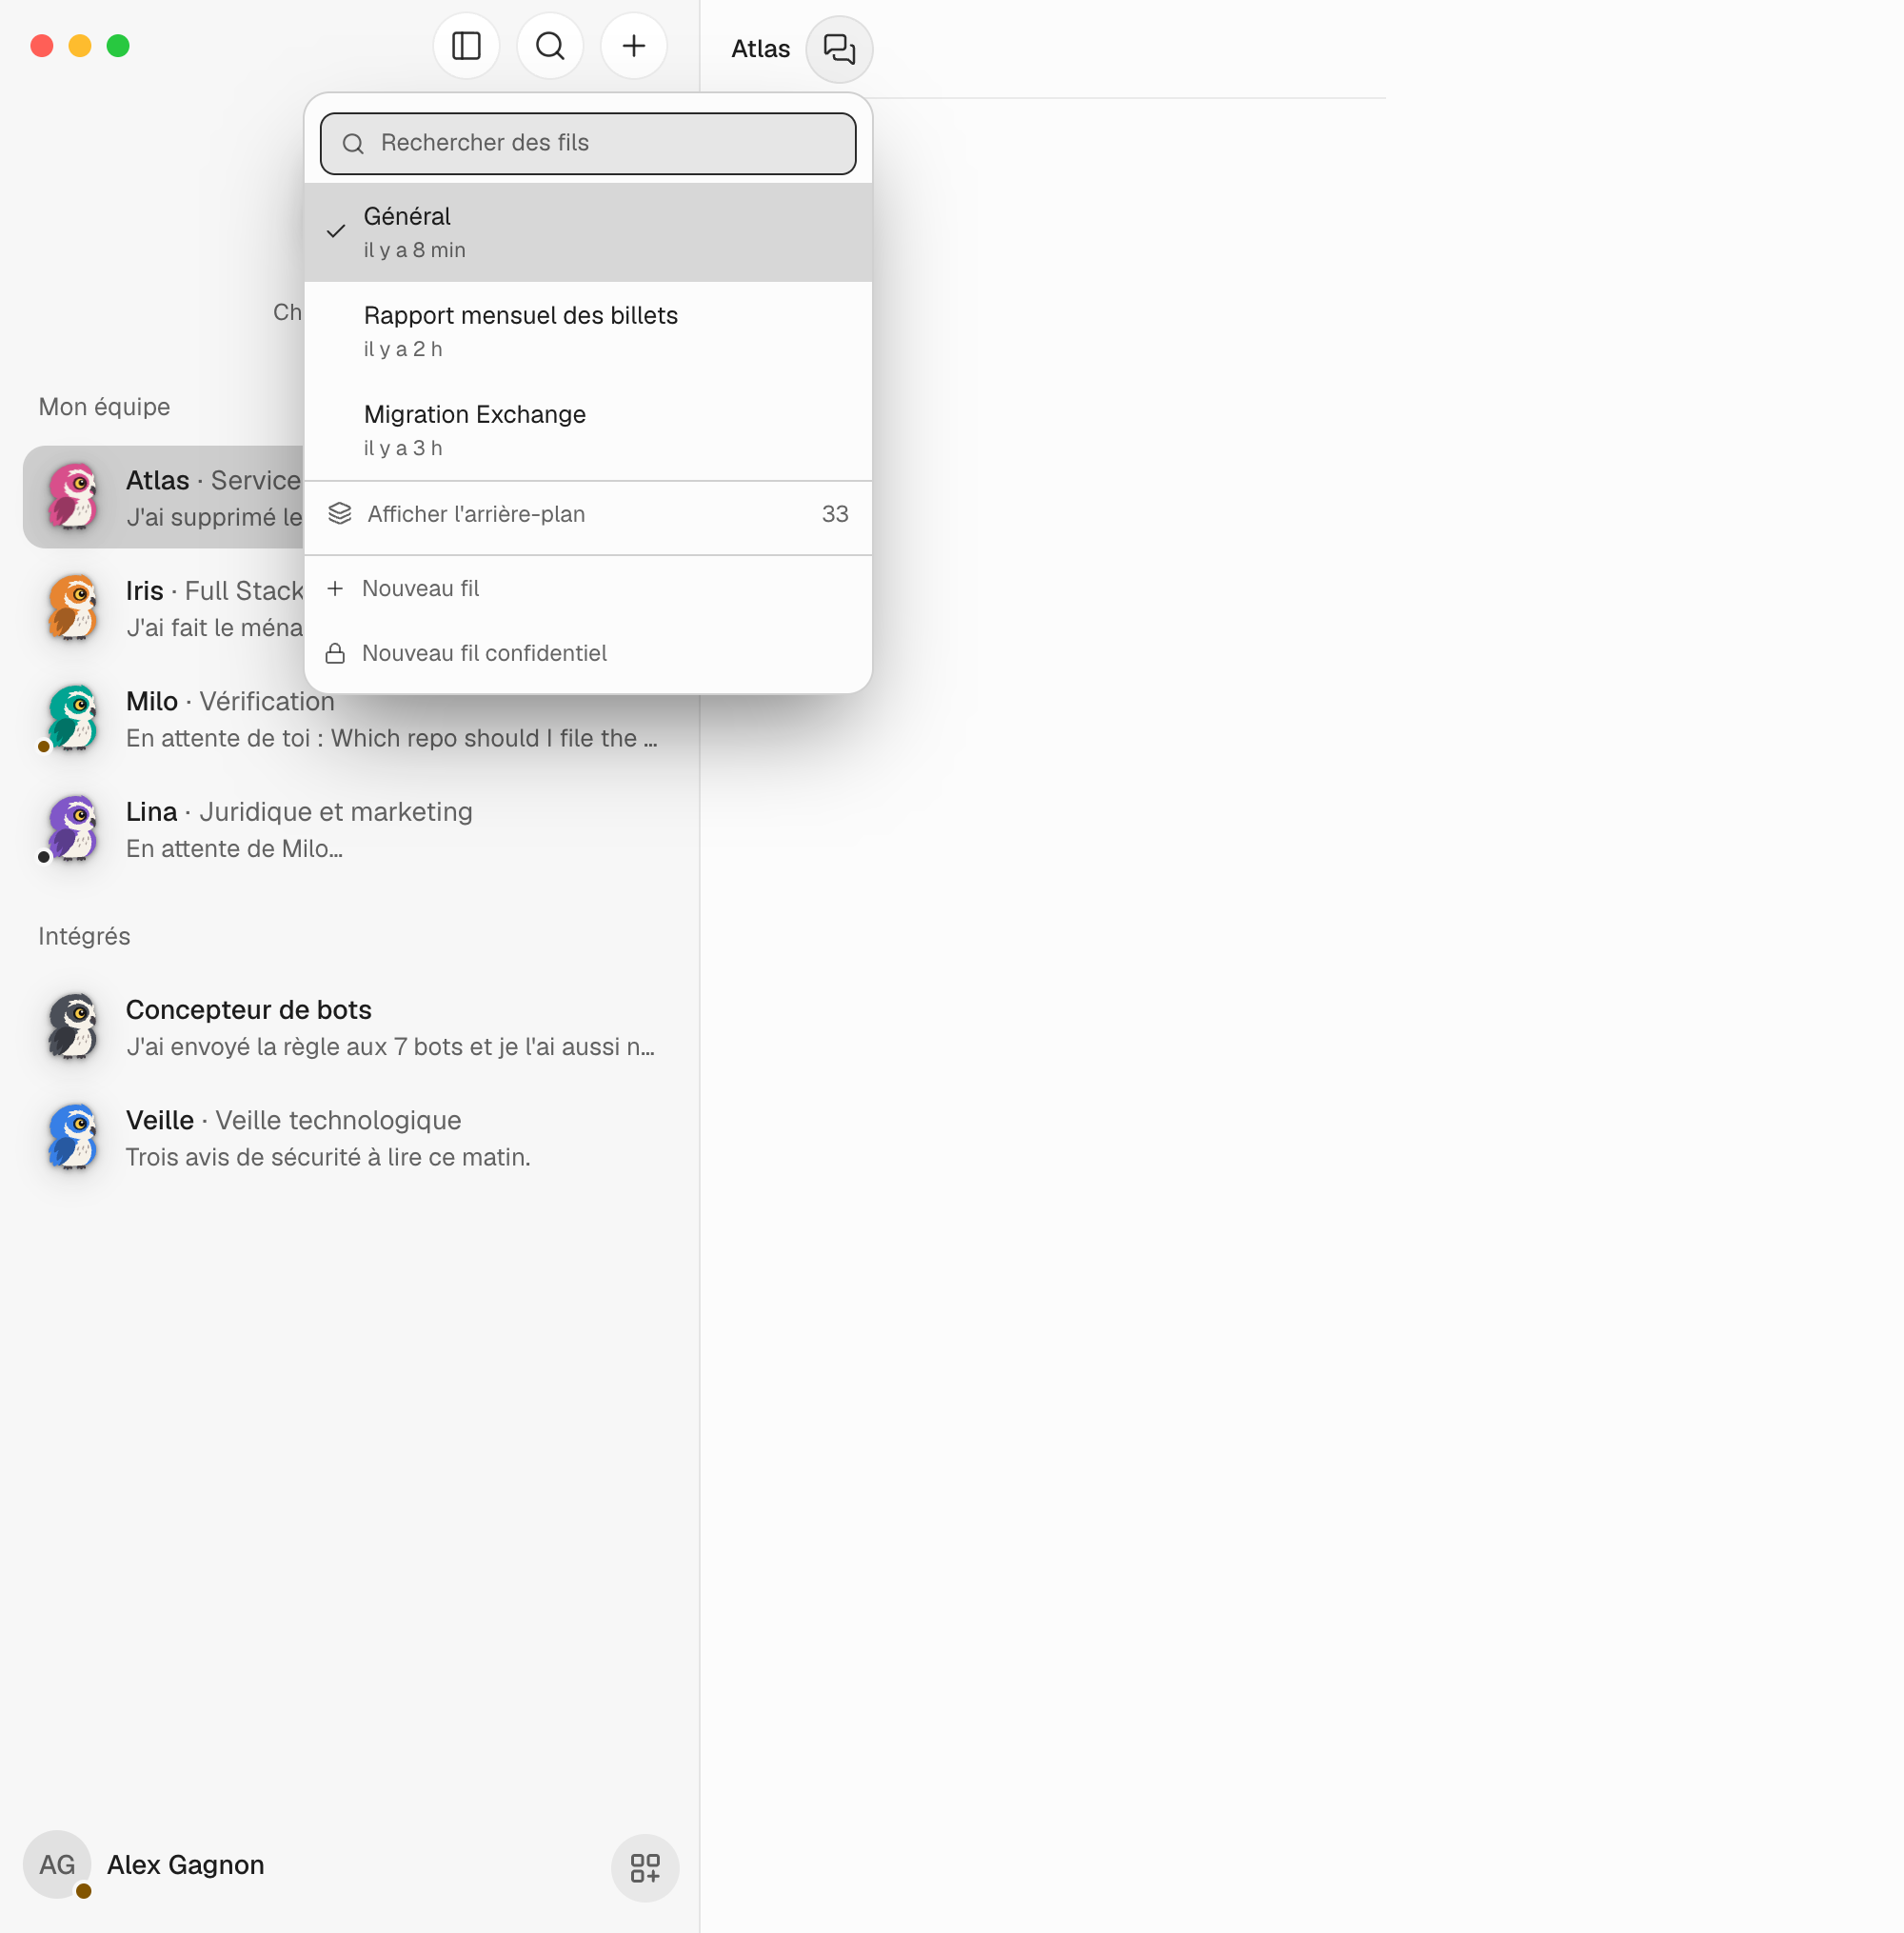 Atlas
Rechercher des fils
Général
il y a 8 min
Rapport mensuel des billets
il y a 2 h
Migration Exchange
il y a 3 h
Afficher l'arrière-plan 33
Nouveau fil
Nouveau fil confidentiel
Ch
Mon équipe
Atlas · Service
J'ai supprimé le
Iris · Full Stack
J'ai fait le ména
Milo · Vérification
En attente de toi : Which repo should I file the ...
Lina · Juridique et marketing
En attente de Milo...
Intégrés
Concepteur de bots
J'ai envoyé la règle aux 7 bots et je l'ai aussi n...
Veille · Veille technologique
Trois avis de sécurité à lire ce matin.
AG Alex Gagnon